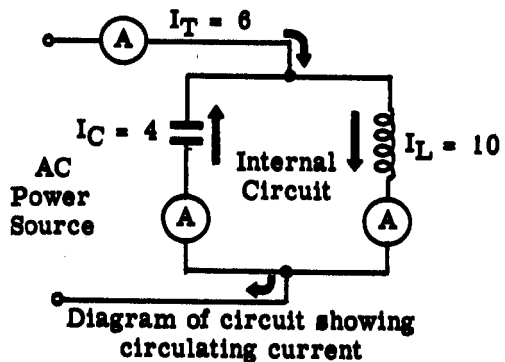 I_T = 6
A
I_C = 4
I_L = 10
Internal
Circuit
AC
Power
Source
A
A
Diagram of circuit showing
circulating current